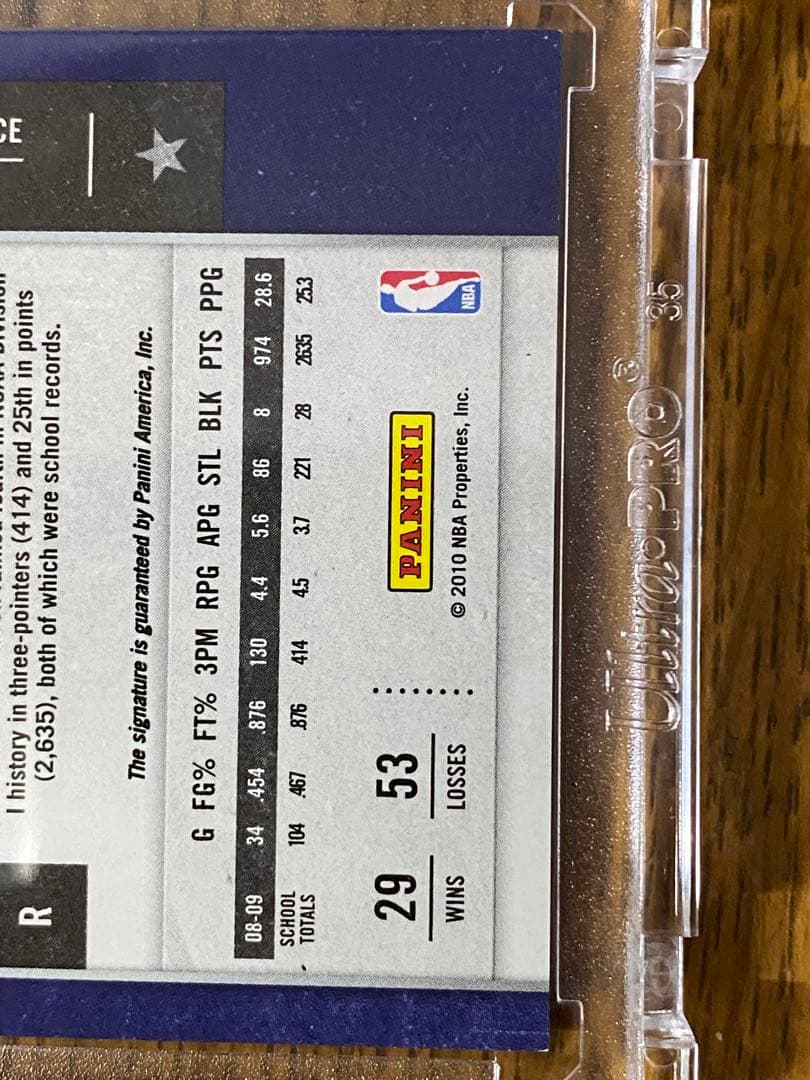 CE
R
I history in three-pointers (414) and 25th in points
(2,635), both of which were school records.
The signature is guaranteed by Panini America, Inc.
G FG% FT% 3PM RPG APG STL BLK PTS PPG
08-09 34 .454 .876 130 4.4 5.6 86 8 974 28.6
SCHOOL
TOTALS 104 .467 .876 414 4.5 3.7 221 28 2635 25.3
29 53
WINS LOSSES
PANINI
NBA
© 2010 NBA Properties, Inc.
Ultra•PRO® 35